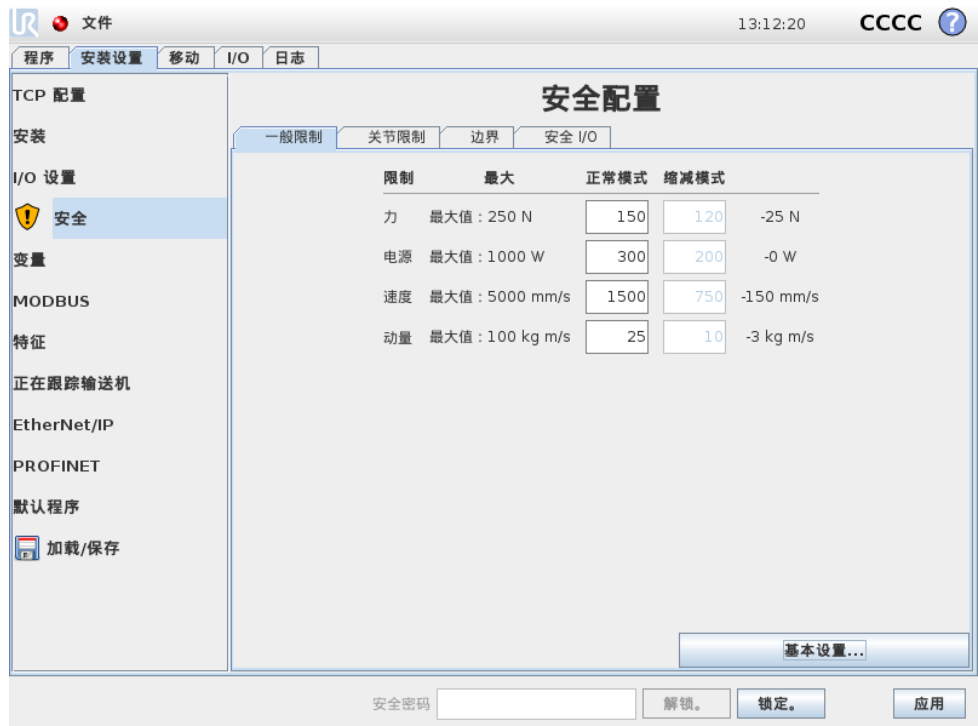 UR 文件 13:12:20 CCCC ?
程序 安装设置 移动 I/O 日志
TCP 配置
安装
I/O 设置
安全
变量
MODBUS
特征
正在跟踪输送机
EtherNet/IP
PROFINET
默认程序
加载/保存
安全配置
一般限制 关节限制 边界 安全 I/O
限制 最大 正常模式 缩减模式
力 最大值：250 N 150 120 -25 N
电源 最大值：1000 W 300 200 -0 W
速度 最大值：5000 mm/s 1500 750 -150 mm/s
动量 最大值：100 kg m/s 25 10 -3 kg m/s
基本设置...
安全密码 解锁。 锁定。 应用